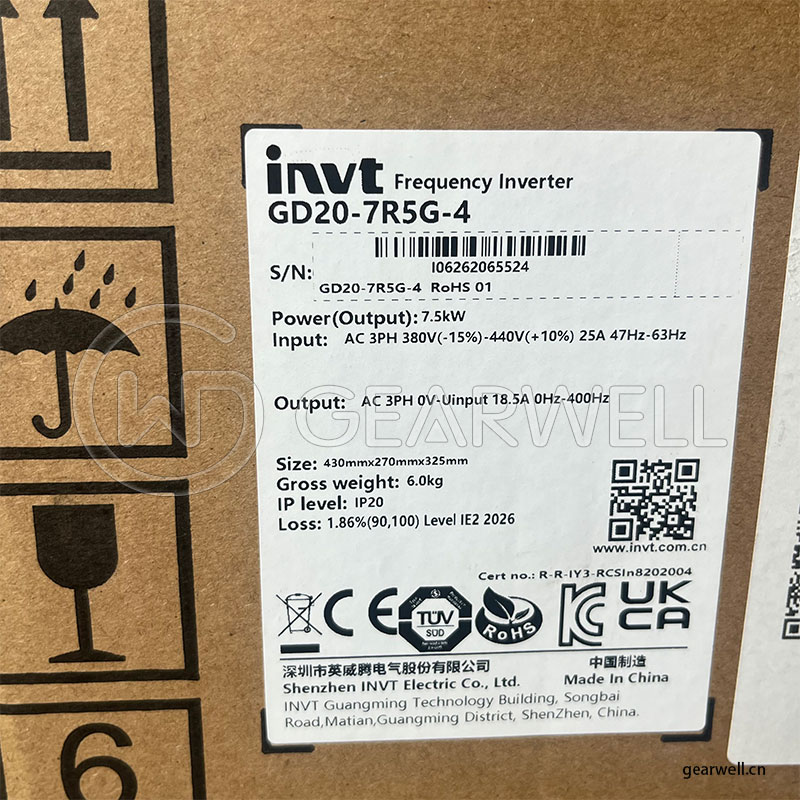 invt Frequency Inverter
GD20-7R5G-4
S/N:
I06262065524
GD20-7R5G-4 RoHS 01
Power(Output): 7.5kW
Input: AC 3PH 380V(-15%)-440V(+10%) 25A 47Hz-63Hz
Output: AC 3PH 0V-Uinput 18.5A 0Hz-400Hz
GEARWELL
Size: 430mmx270mmx325mm
Gross weight: 6.0kg
IP level: IP20
Loss: 1.86%(90,100) Level IE2 2026
www.invt.com.cn
Cert no.: R-R-IY3-RCSIn8202004
CE
TÜV
SÜD
RoHS
UK
CA
深圳市英威腾电气股份有限公司
中国制造
Shenzhen INVT Electric Co., Ltd.
Made In China
INVT Guangming Technology Building, Songbai
Road,Matian,Guangming District, ShenZhen, China.
6
gearwell.cn